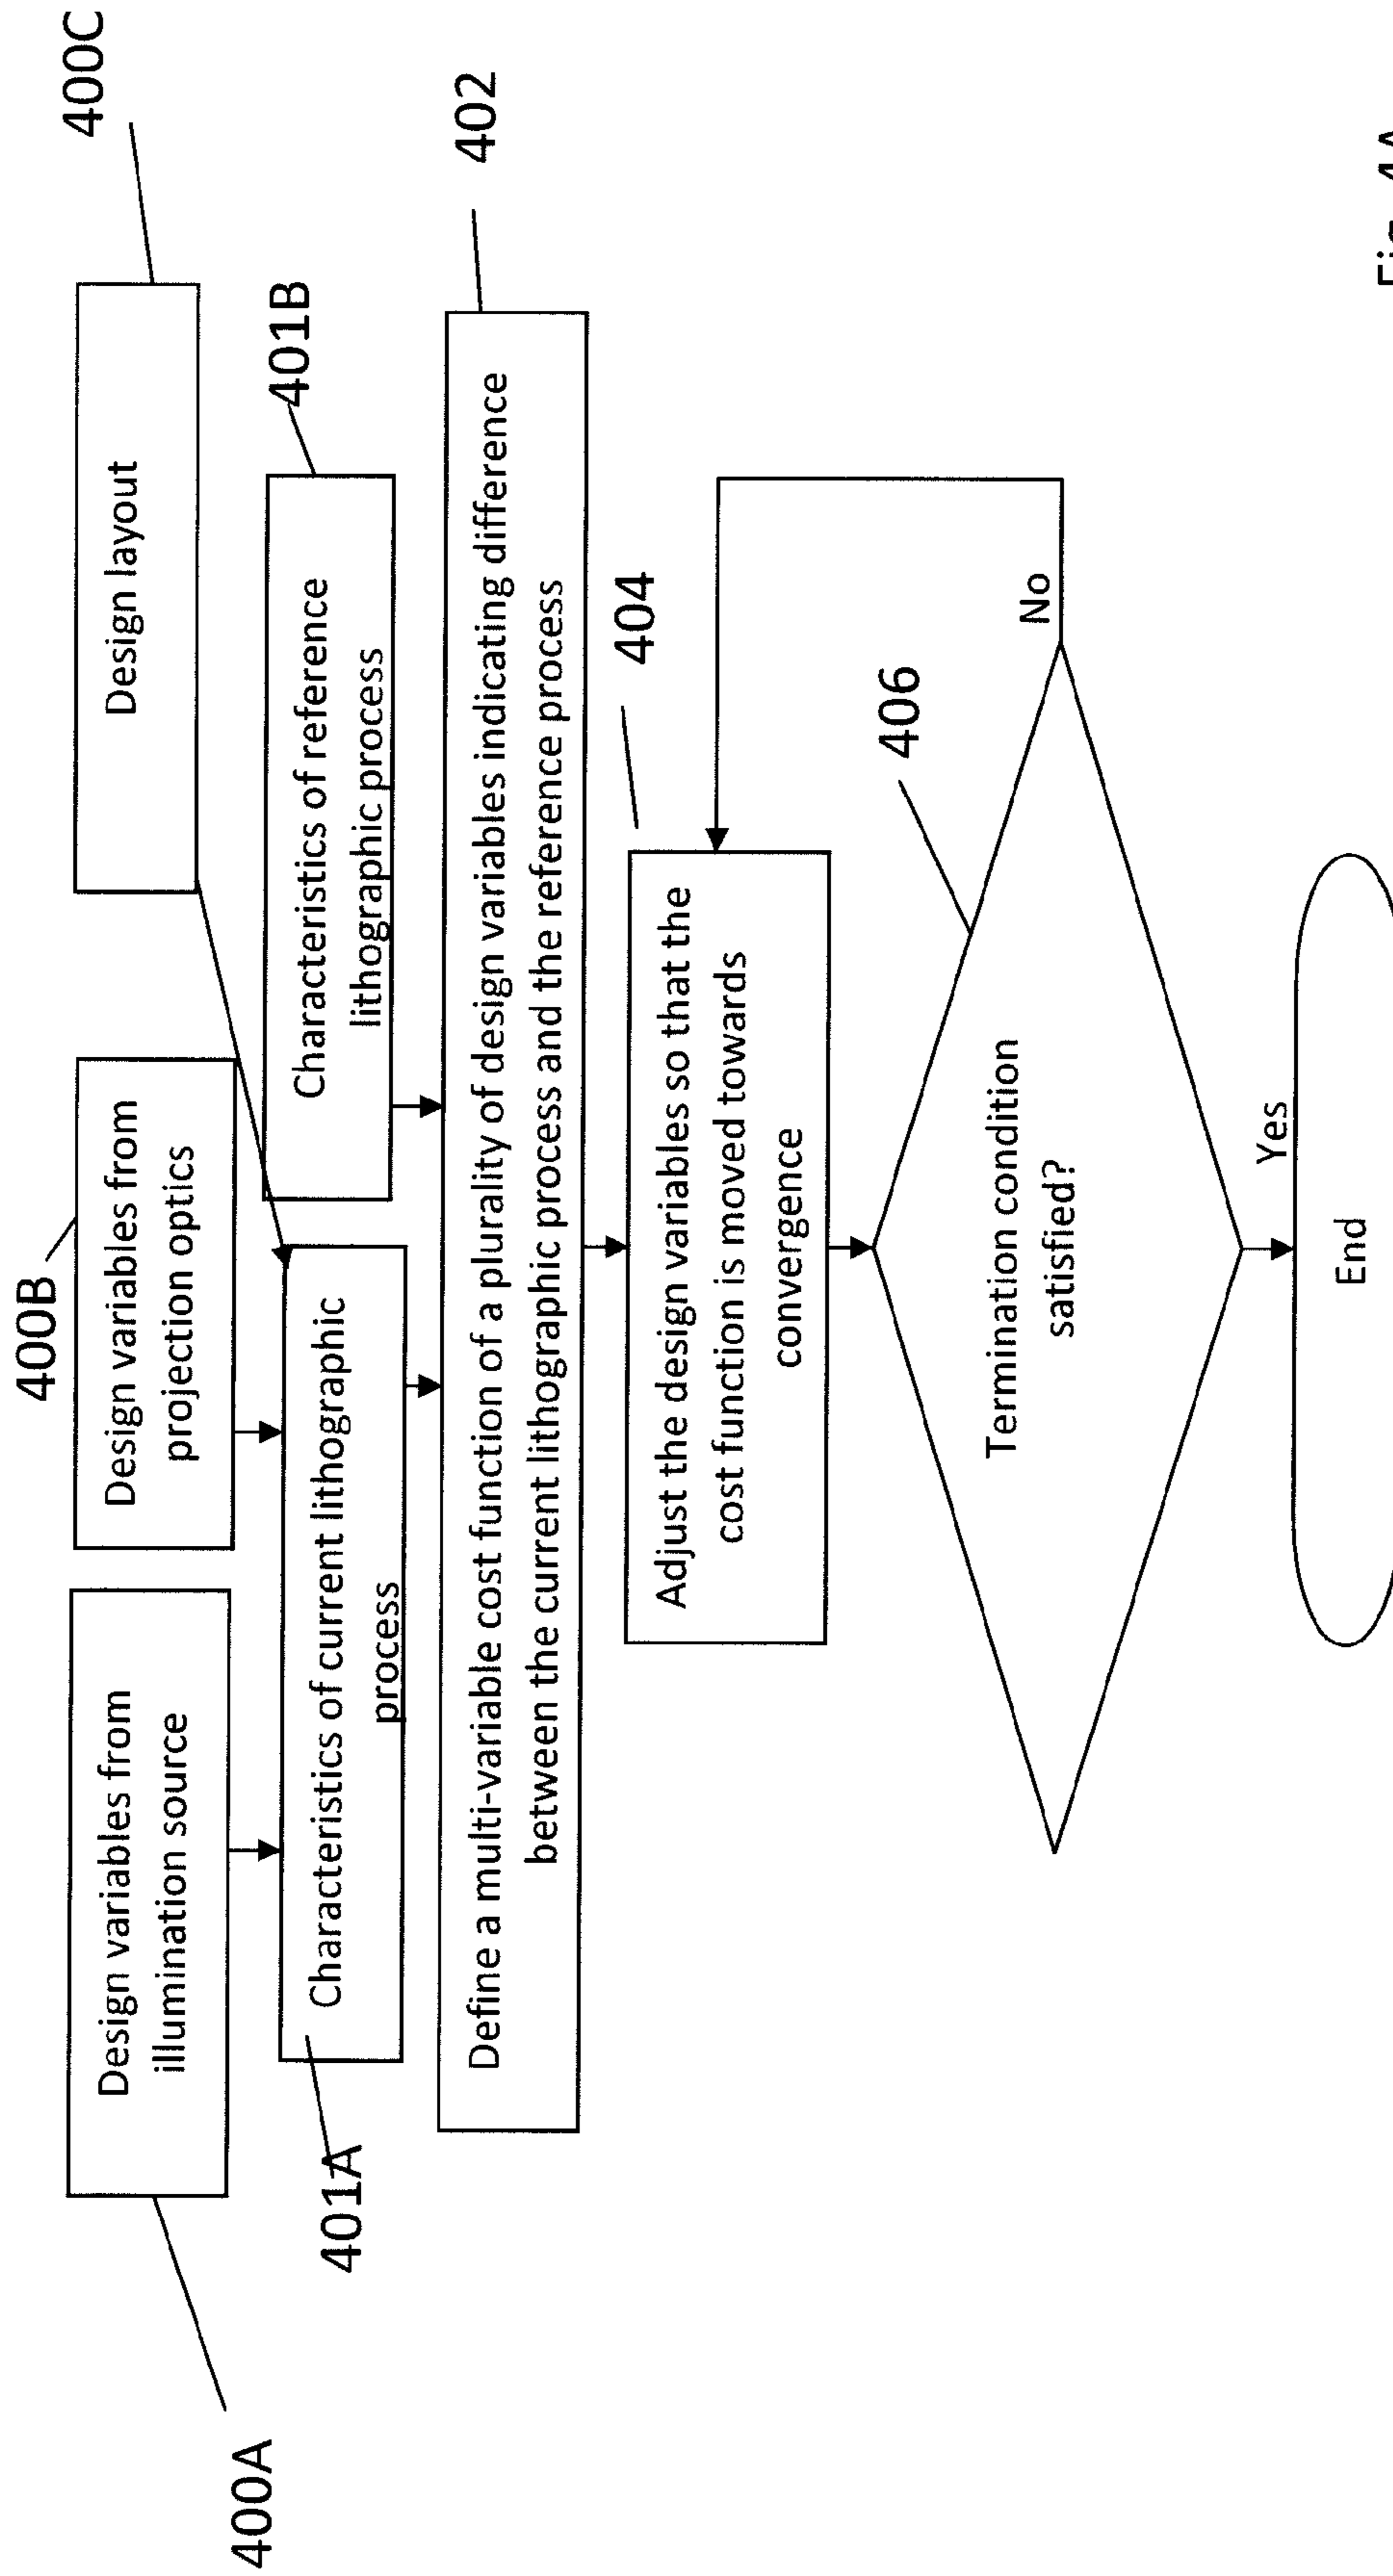 400A
Design variables from
illumination source
400B
Design variables from
projection optics
400C
Design layout
401A
Characteristics of current lithographic
process
401B
Characteristics of reference
lithographic process
402
Define a multi-variable cost function of a plurality of design variables indicating difference
between the current lithographic process and the reference process
404
Adjust the design variables so that the
cost function is moved towards
convergence
406
Termination condition
satisfied?
No
Yes
End
Fig. 4A